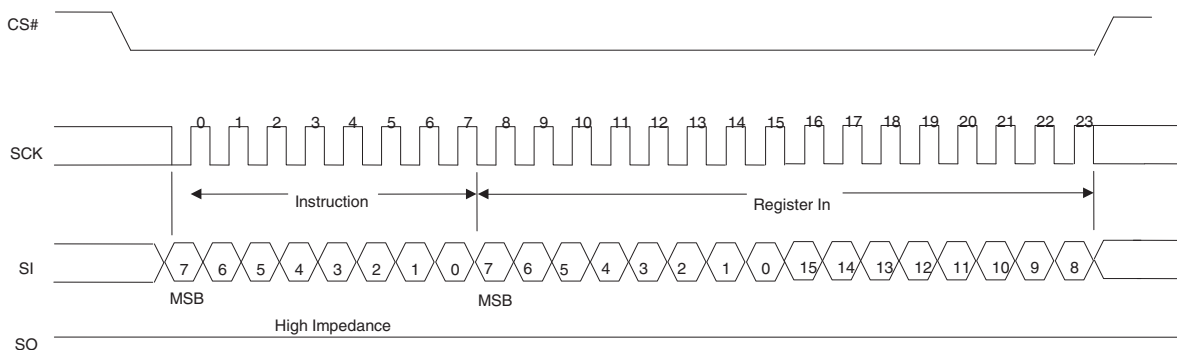 CS#
0 1 2 3 4 5 6 7 8 9 10 11 12 13 14 15 16 17 18 19 20 21 22 23
SCK
Instruction
Register In
SI
7 6 5 4 3 2 1 0 7 6 5 4 3 2 1 0 15 14 13 12 11 10 9 8
MSB
MSB
High Impedance
SO